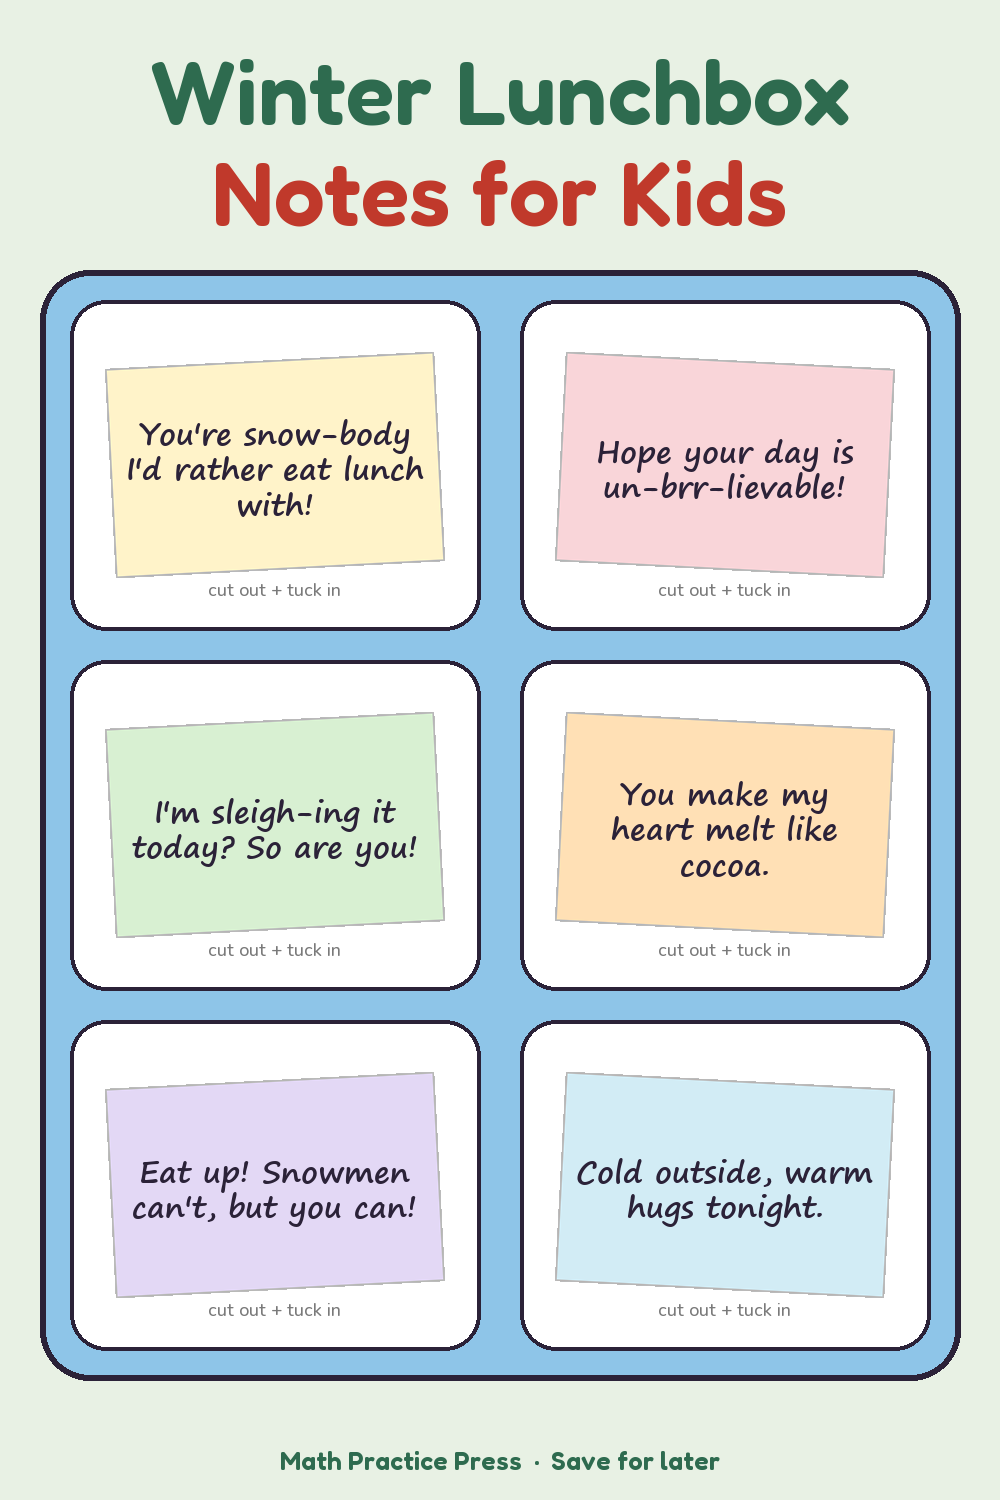 Winter Lunchbox
Notes for Kids
You're snow-body
I'd rather eat lunch
with!
cut out + tuck in
Hope your day is
un-brr-lievable!
cut out + tuck in
I'm sleigh-ing it
today? So are you!
cut out + tuck in
You make my
heart melt like
cocoa.
cut out + tuck in
Eat up! Snowmen
can't, but you can!
cut out + tuck in
Cold outside, warm
hugs tonight.
cut out + tuck in
Math Practice Press · Save for later